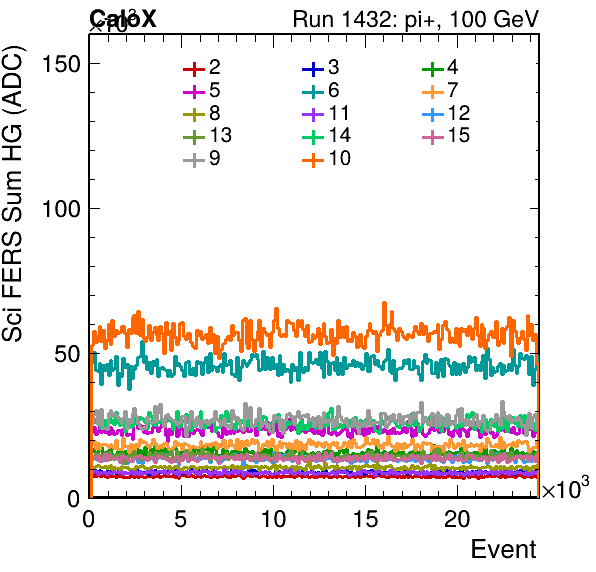 CaloX Run 1432: pi+, 100 GeV
×10³
Sci FERS Sum HG (ADC)
150
100
50
0
2 3 4
5 6 7
8 11 12
13 14 15
9 10
0 5 10 15 20
×10³
Event